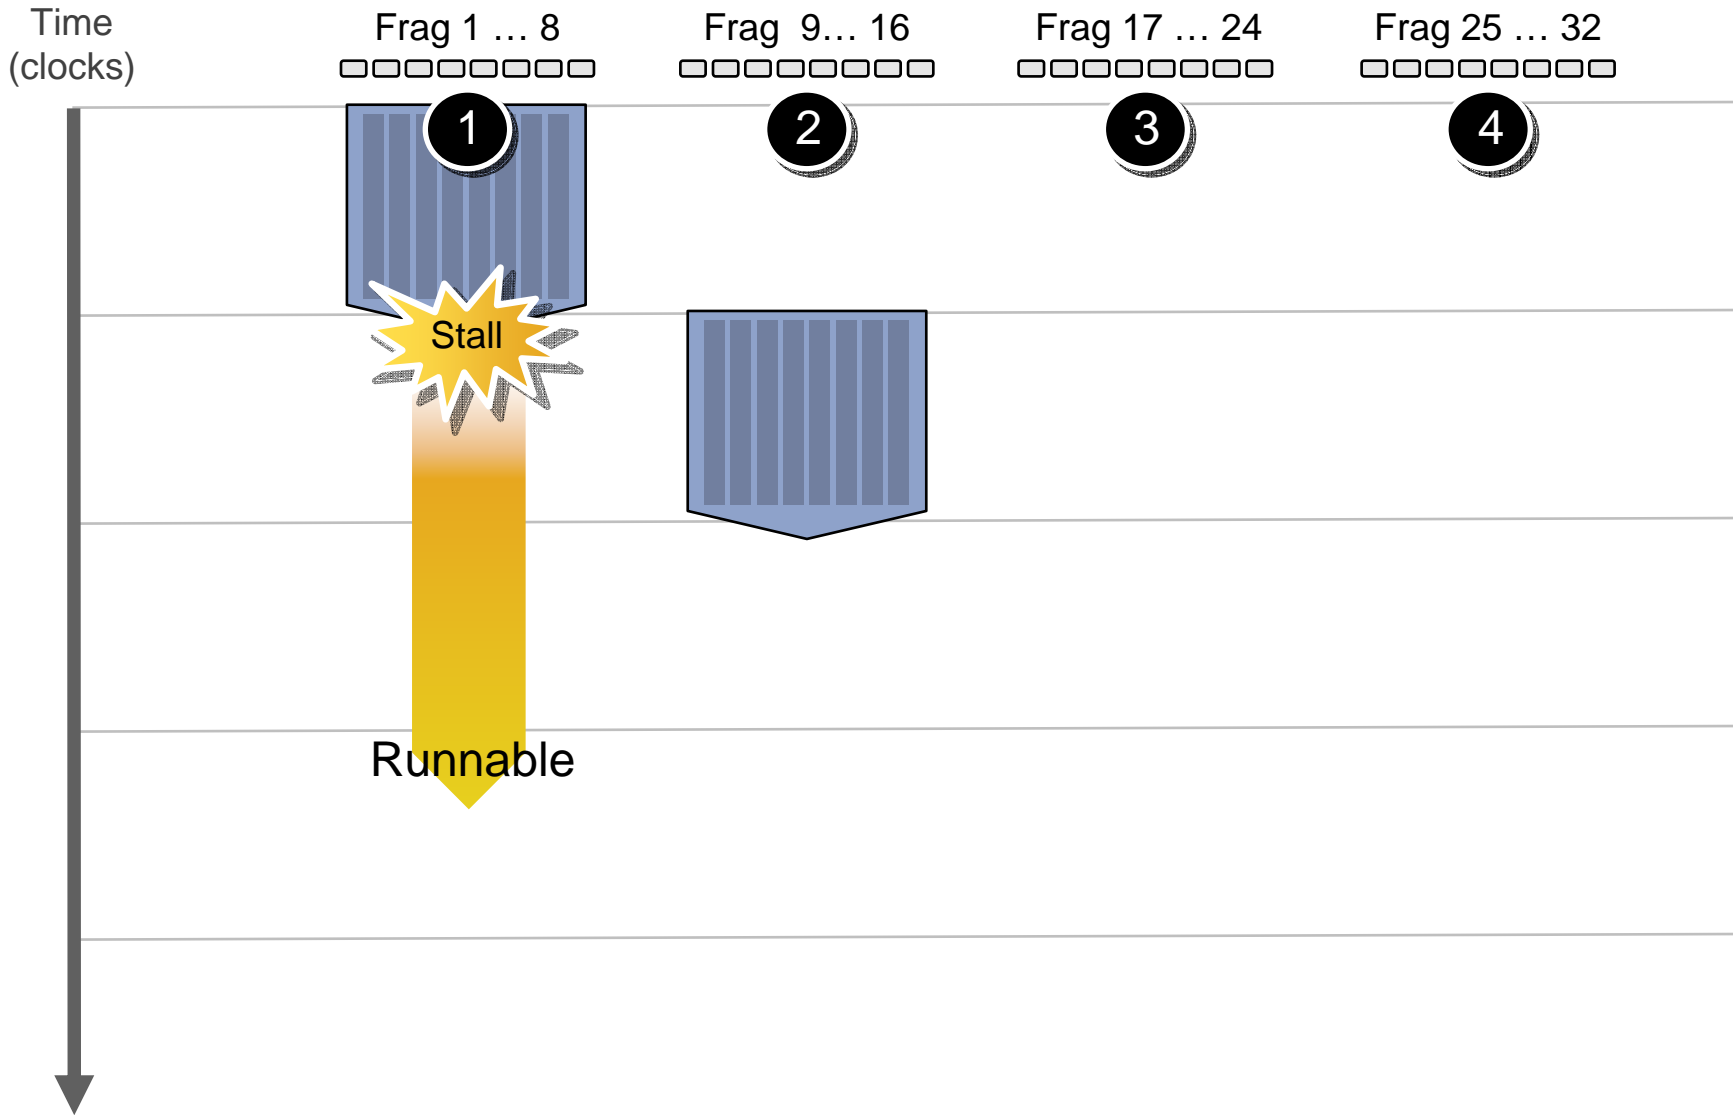 Time
(clocks)
Frag 1 … 8
Frag  9… 16
Frag 17 … 24
Frag 25 … 32
1
2
3
4
Stall
Runnable